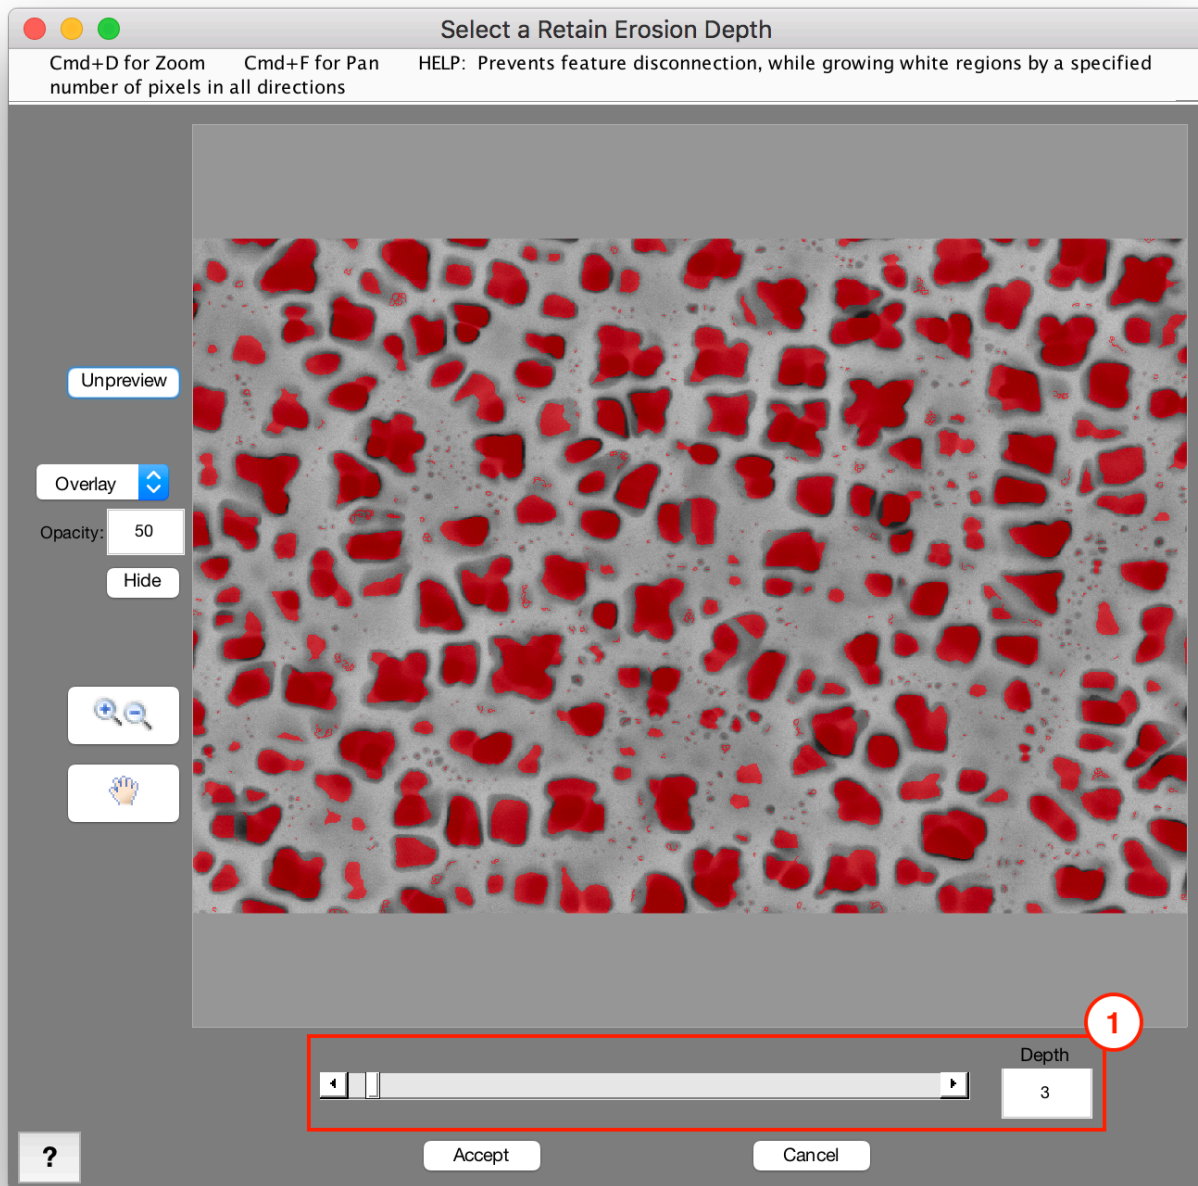 Select a Retain Erosion Depth
Cmd+D for Zoom Cmd+F for Pan HELP: Prevents feature disconnection, while growing white regions by a specified
number of pixels in all directions
Unpreview
Overlay
Opacity: 50
Hide
1
Depth
3
Accept Cancel
?